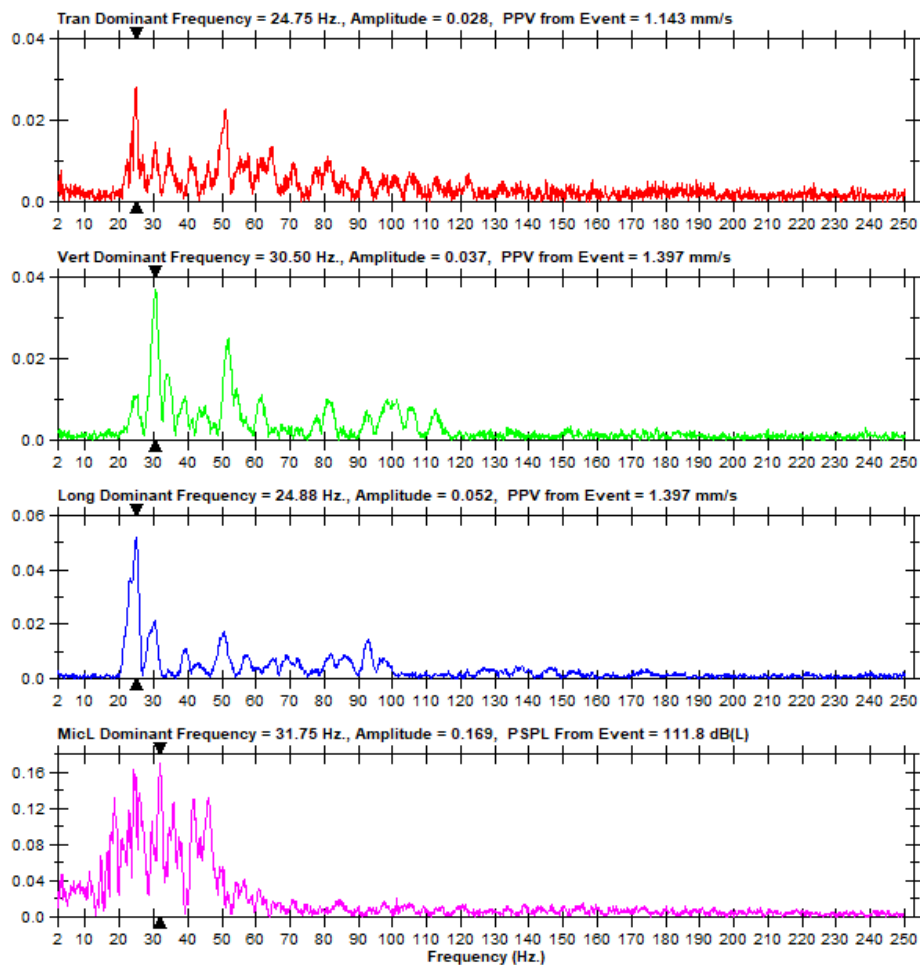 Tran Dominant Frequency = 24.75 Hz., Amplitude = 0.028, PPV from Event = 1.143 mm/s
0.04
0.02
0.0
2 10 20 30 40 50 60 70 80 90 100 110 120 130 140 150 160 170 180 190 200 210 220 230 240 250
Vert Dominant Frequency = 30.50 Hz., Amplitude = 0.037, PPV from Event = 1.397 mm/s
0.04
0.02
0.0
2 10 20 30 40 50 60 70 80 90 100 110 120 130 140 150 160 170 180 190 200 210 220 230 240 250
Long Dominant Frequency = 24.88 Hz., Amplitude = 0.052, PPV from Event = 1.397 mm/s
0.06
0.04
0.02
0.0
2 10 20 30 40 50 60 70 80 90 100 110 120 130 140 150 160 170 180 190 200 210 220 230 240 250
MicL Dominant Frequency = 31.75 Hz., Amplitude = 0.169, PSPL From Event = 111.8 dB(L)
0.16
0.12
0.08
0.04
0.0
2 10 20 30 40 50 60 70 80 90 100 110 120 130 140 150 160 170 180 190 200 210 220 230 240 250
Frequency (Hz.)